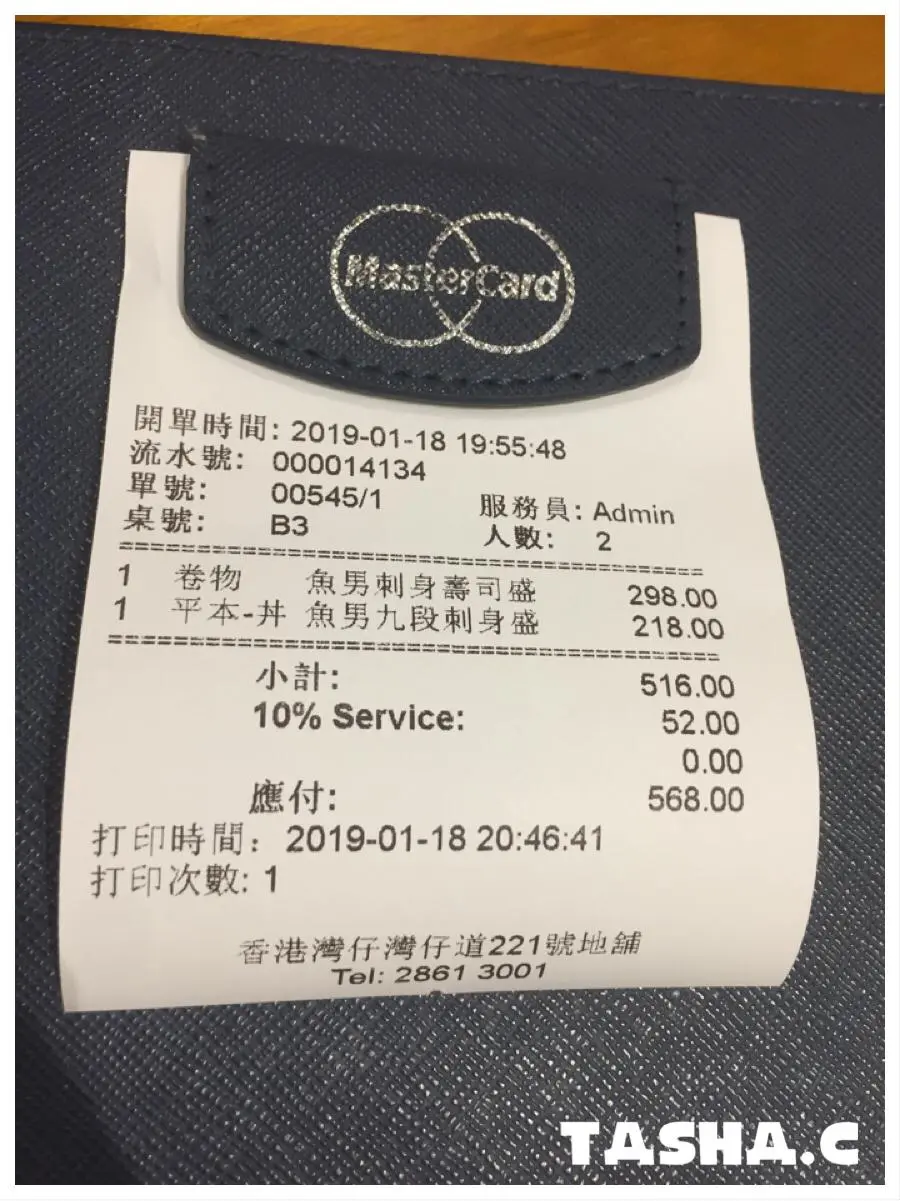 MasterCard
開單時間: 2019-01-18 19:55:48
流水號: 000014134
單號: 00545/1 服務員: Admin
桌號: B3 人數: 2
1 卷物 魚男刺身壽司盛 298.00
1 平本-丼 魚男九段刺身盛 218.00
小計: 516.00
10% Service: 52.00
0.00
應付: 568.00
打印時間: 2019-01-18 20:46:41
打印次數: 1
香港灣仔灣仔道221號地舖
Tel: 2861 3001
TASHA.C